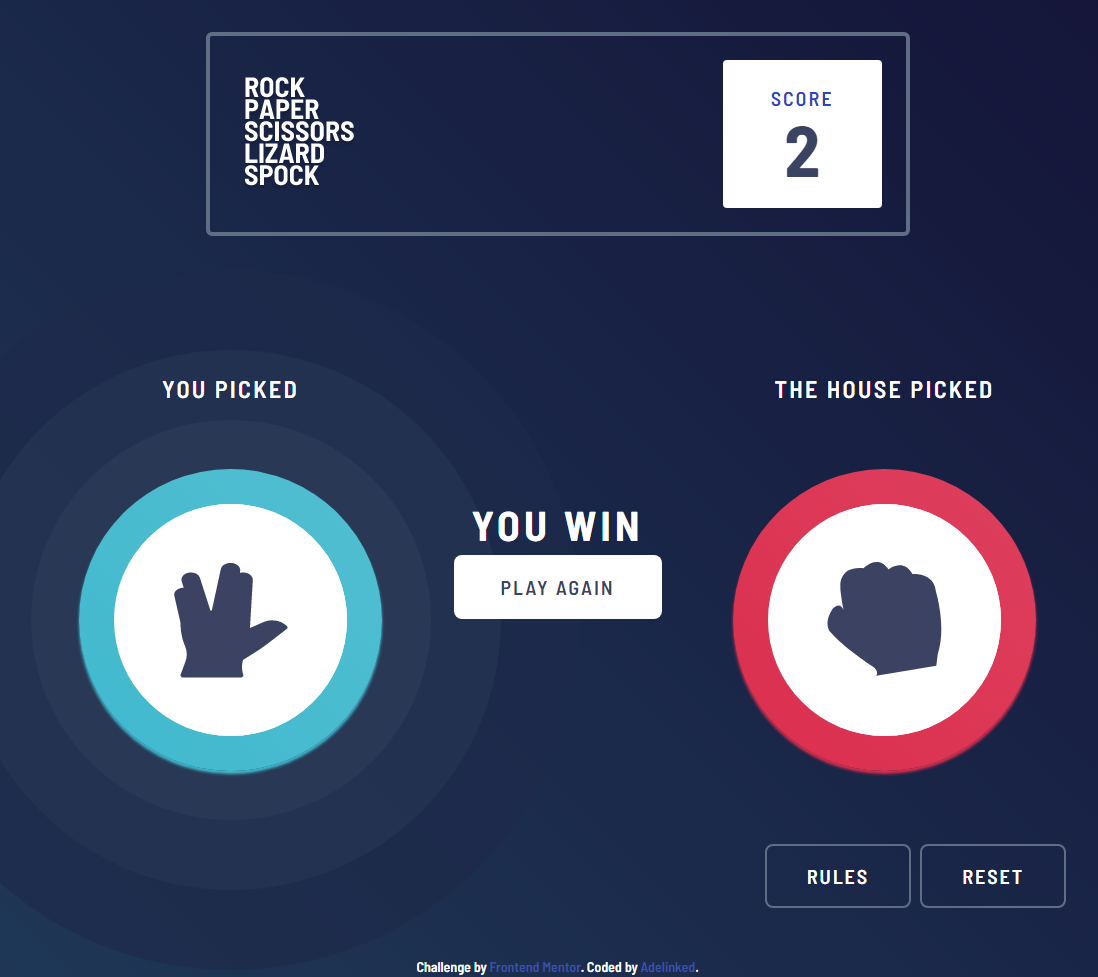 ROCK
PAPER
SCISSORS
LIZARD
SPOCK
SCORE
2
YOU PICKED
THE HOUSE PICKED
YOU WIN
PLAY AGAIN
RULES
RESET
Challenge by Frontend Mentor. Coded by Adelinked.